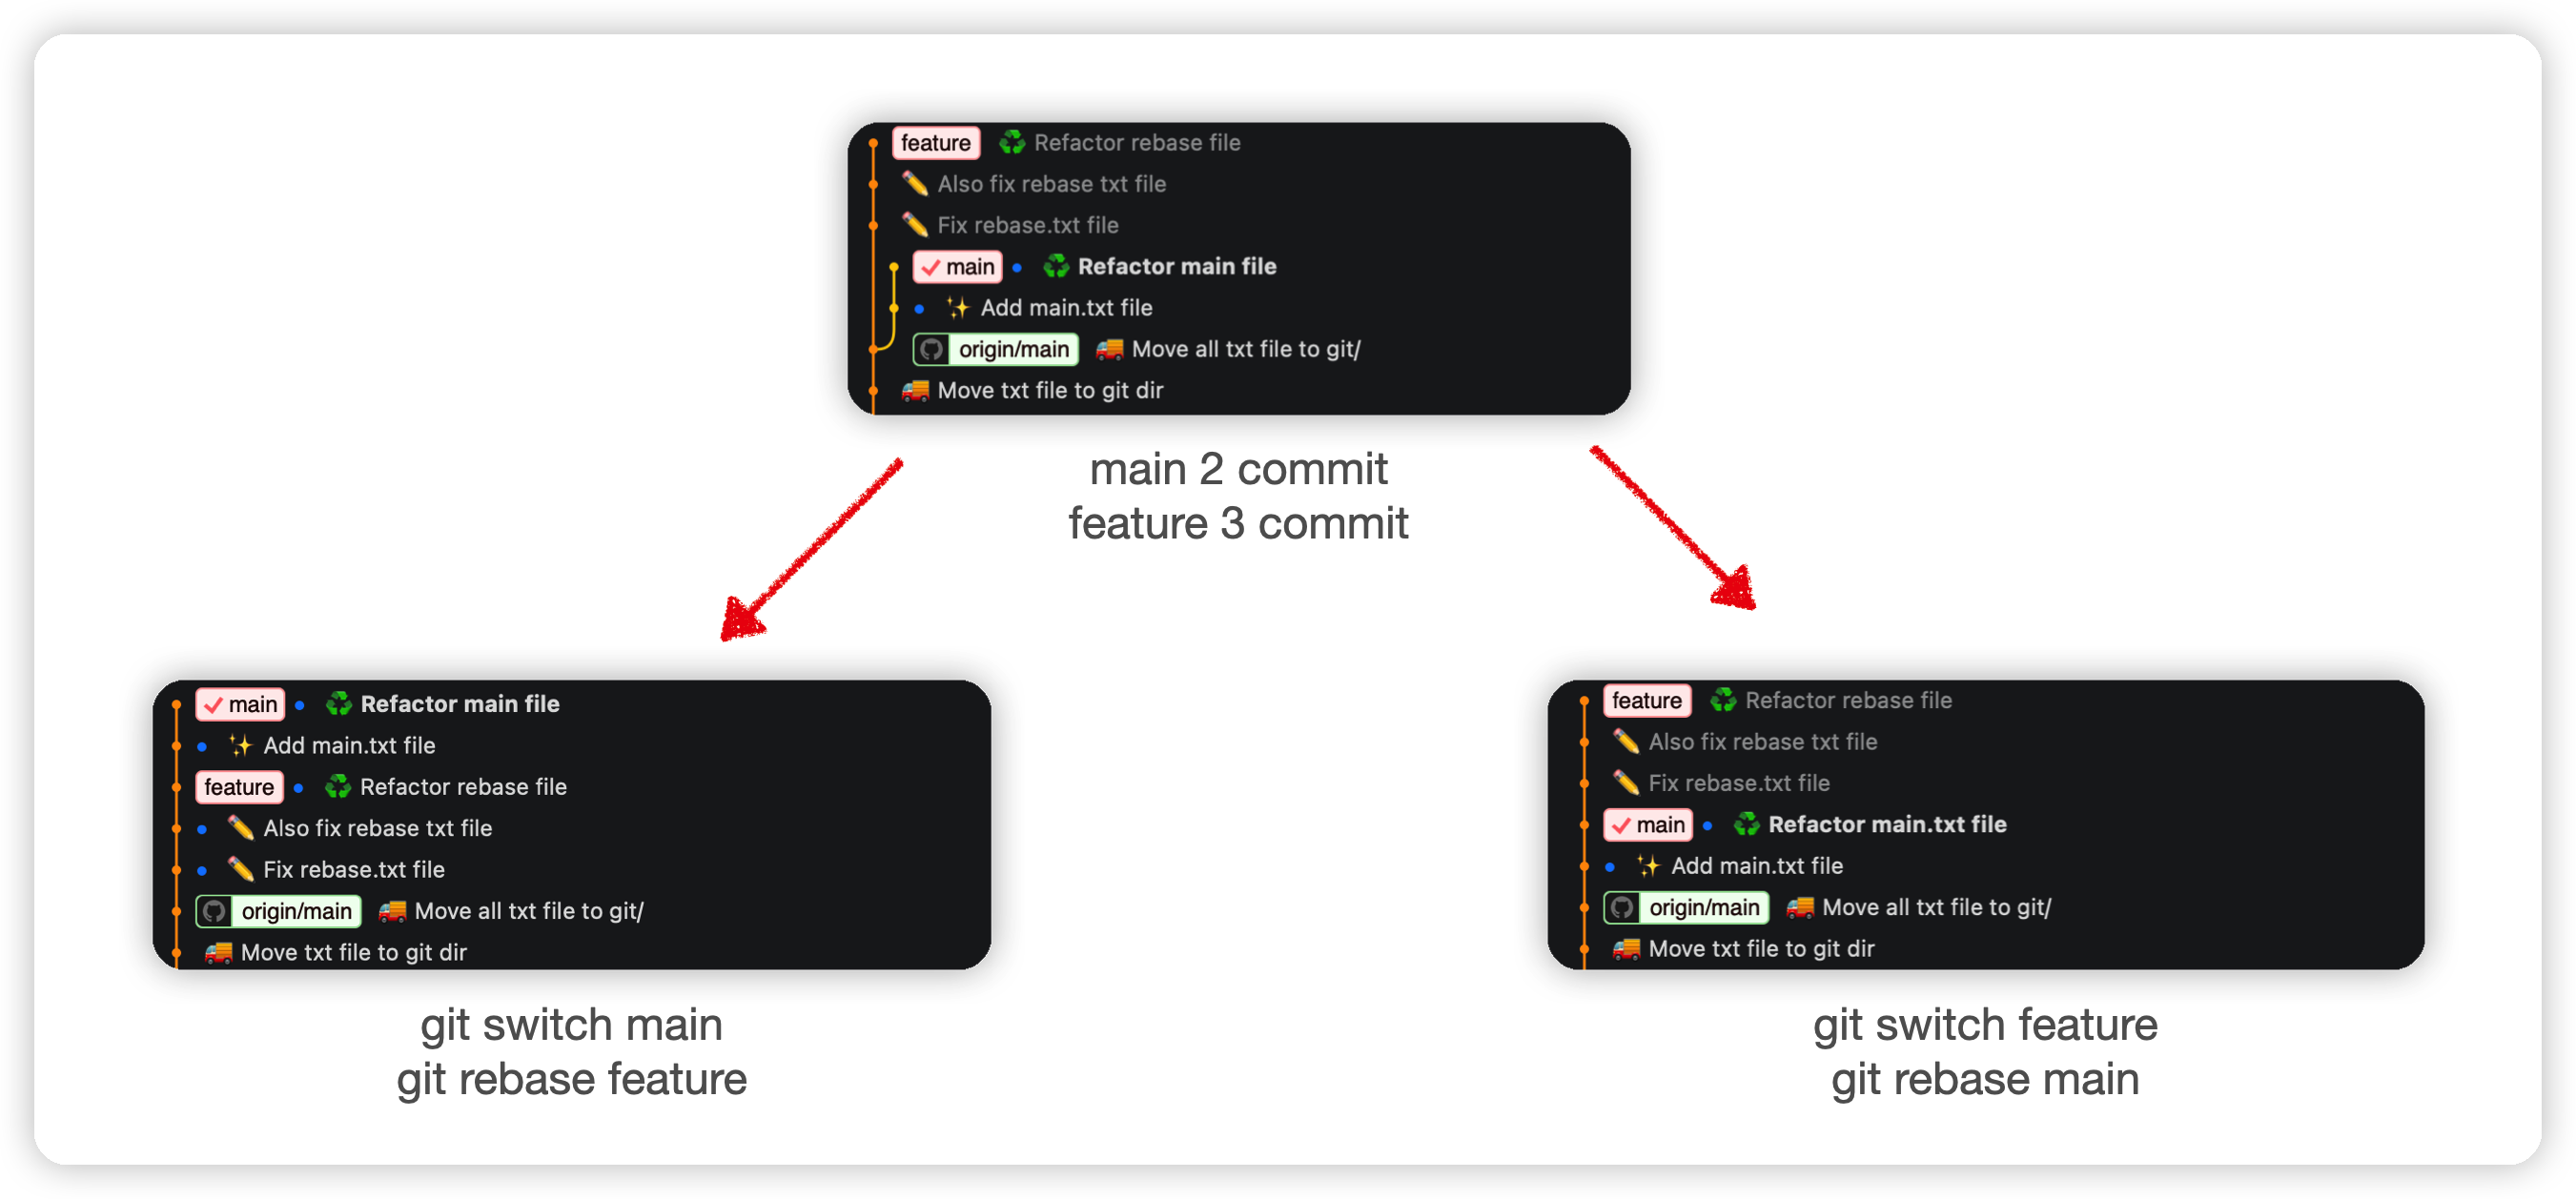 feature ♻️ Refactor rebase file
✏️ Also fix rebase txt file
✏️ Fix rebase.txt file
main ♻️ Refactor main file
✨ Add main.txt file
origin/main 🚚 Move all txt file to git/
🚚 Move txt file to git dir
main 2 commit
feature 3 commit
main ♻️ Refactor main file
✨ Add main.txt file
feature ♻️ Refactor rebase file
✏️ Also fix rebase txt file
✏️ Fix rebase.txt file
origin/main 🚚 Move all txt file to git/
🚚 Move txt file to git dir
git switch main
git rebase feature
feature ♻️ Refactor rebase file
✏️ Also fix rebase txt file
✏️ Fix rebase.txt file
main ♻️ Refactor main.txt file
✨ Add main.txt file
origin/main 🚚 Move all txt file to git/
🚚 Move txt file to git dir
git switch feature
git rebase main